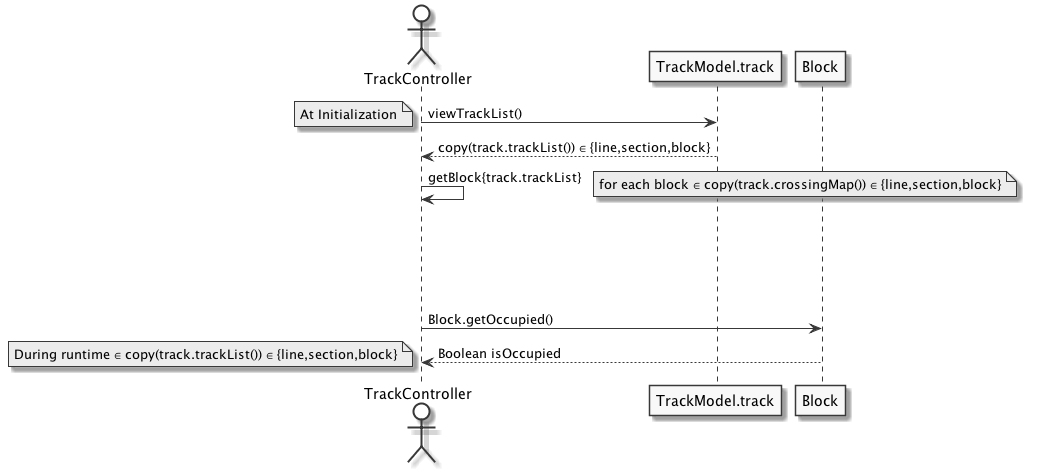 TrackController
TrackModel.track
Block
At Initialization
viewTrackList()
copy(track.trackList()) ∈ {line,section,block}
getBlock{track.trackList}
for each block ∈ copy(track.crossingMap()) ∈ {line,section,block}
Block.getOccupied()
During runtime ∈ copy(track.trackList()) ∈ {line,section,block}
Boolean isOccupied
TrackController
TrackModel.track
Block